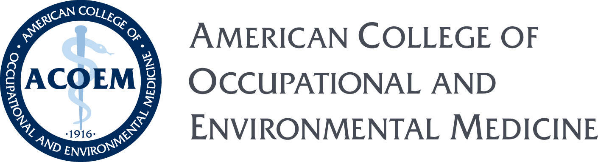 AMERICAN COLLEGE OF
OCCUPATIONAL AND ENVIRONMENTAL MEDICINE
ACOEM
·1916·
AMERICAN COLLEGE OF
OCCUPATIONAL AND
ENVIRONMENTAL MEDICINE